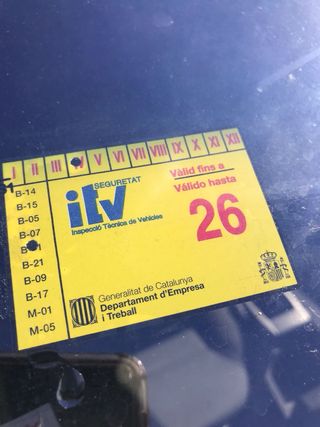 I II III V VI VII VIII IX X XI XII
B-14
B-15
B-05
B-07
B-21
B-09
B-17
M-01
M-05
SEGURETAT
itv
Inspecció Tècnica de Vehicles
Vàlid fins a
Válido hasta
26
Generalitat de Catalunya
Departament d'Empresa
i Treball